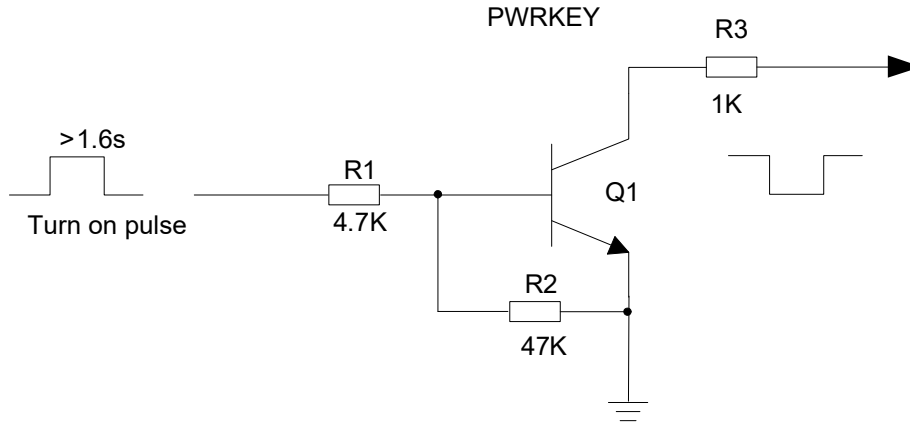 PWRKEY
R3
1K
>1.6s
Turn on pulse
R1
4.7K
Q1
R2
47K